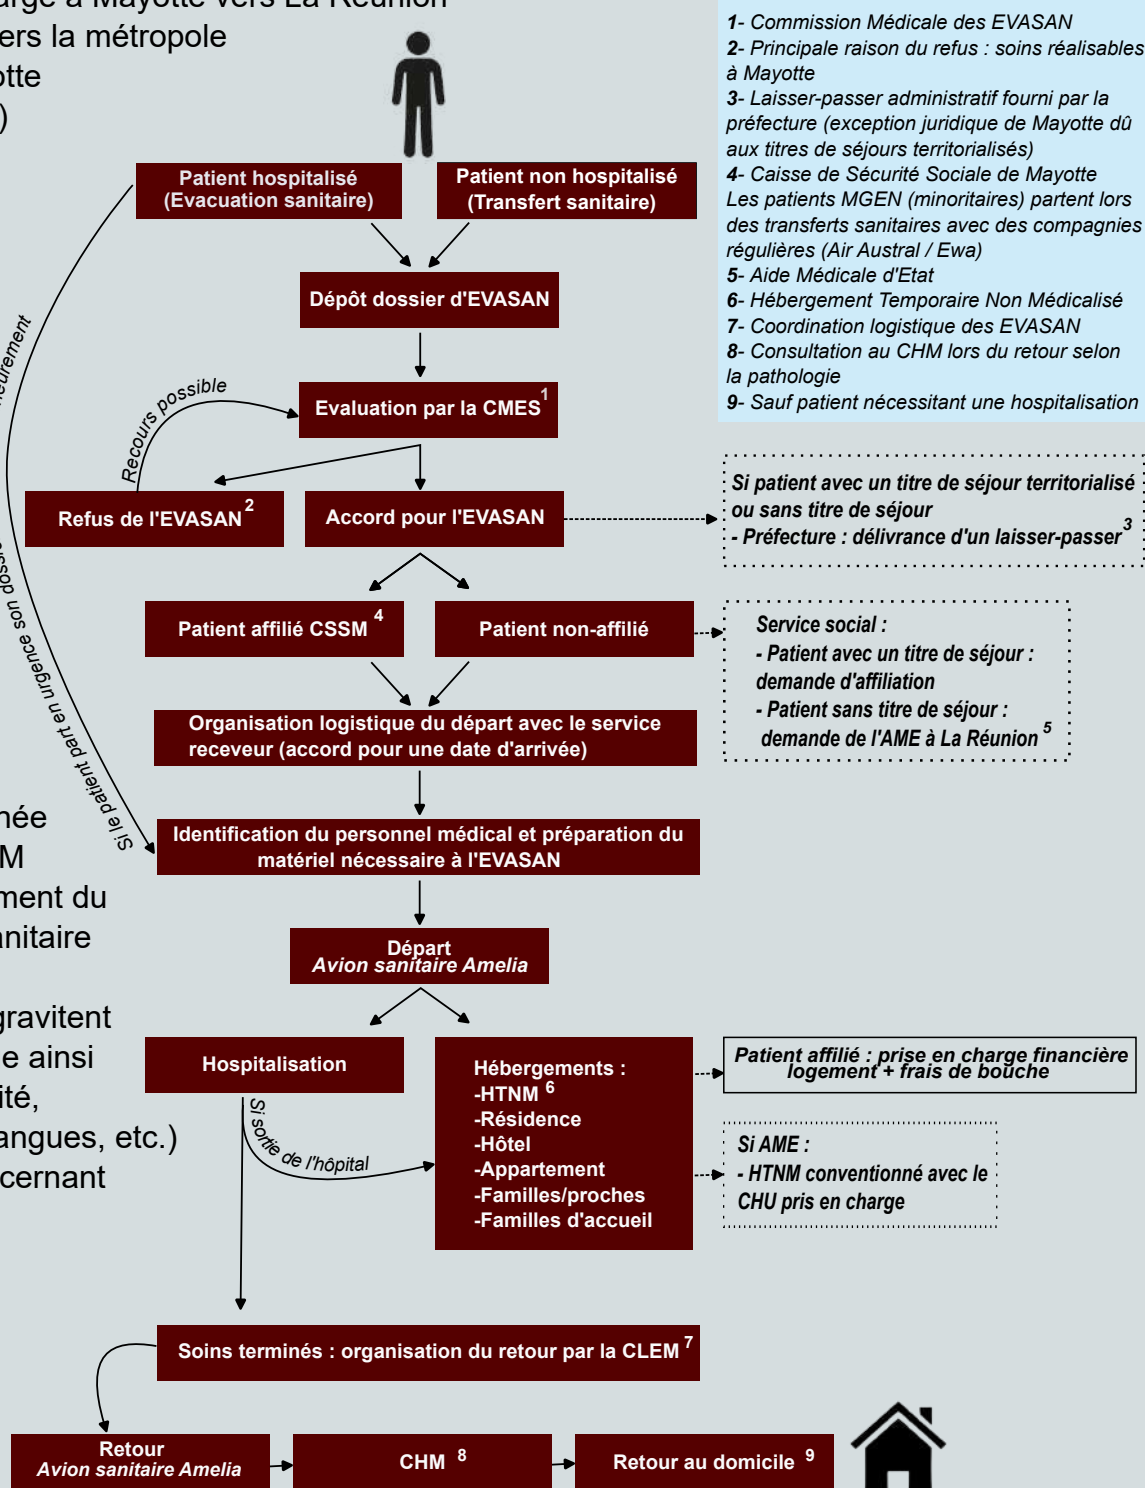 arge à Mayotte vers La Réunion
ers la métropole
otte
)
1- Commission Médicale des EVASAN
2- Principale raison du refus : soins réalisables
à Mayotte
3- Laisser-passer administratif fourni par la
préfecture (exception juridique de Mayotte dû
aux titres de séjours territorialisés)
4- Caisse de Sécurité Sociale de Mayotte
Les patients MGEN (minoritaires) partent lors
des transferts sanitaires avec des compagnies
régulières (Air Austral / Ewa)
5- Aide Médicale d'Etat
6- Hébergement Temporaire Non Médicalisé
7- Coordination logistique des EVASAN
8- Consultation au CHM lors du retour selon
la pathologie
9- Sauf patient nécessitant une hospitalisation
Patient hospitalisé
(Evacuation sanitaire)
Patient non hospitalisé
(Transfert sanitaire)
Dépôt dossier d'EVASAN
Evaluation par la CMES 1
Recours possible
Refus de l'EVASAN 2
Accord pour l'EVASAN
Si patient avec un titre de séjour territorialisé
ou sans titre de séjour
- Préfecture : délivrance d'un laisser-passer 3
Patient affilié CSSM 4
Patient non-affilié
Service social :
- Patient avec un titre de séjour :
demande d'affiliation
- Patient sans titre de séjour :
demande de l'AME à La Réunion 5
Organisation logistique du départ avec le service
receveur (accord pour une date d'arrivée)
Si le patient part en urgence son
Identification du personnel médical et préparation du
matériel nécessaire à l'EVASAN
née
M
ement du
anitaire
gravitent
e ainsi
ité,
angues, etc.)
cernant
Départ
Avion sanitaire Amelia
Hospitalisation
Si sortie de l'hôpital
Hébergements :
-HTNM 6
-Résidence
-Hôtel
-Appartement
-Familles/proches
-Familles d'accueil
Patient affilié : prise en charge financière
logement + frais de bouche
Si AME :
- HTNM conventionné avec le
CHU pris en charge
Soins terminés : organisation du retour par la CLEM 7
Retour
Avion sanitaire Amelia
CHM 8
Retour au domicile 9